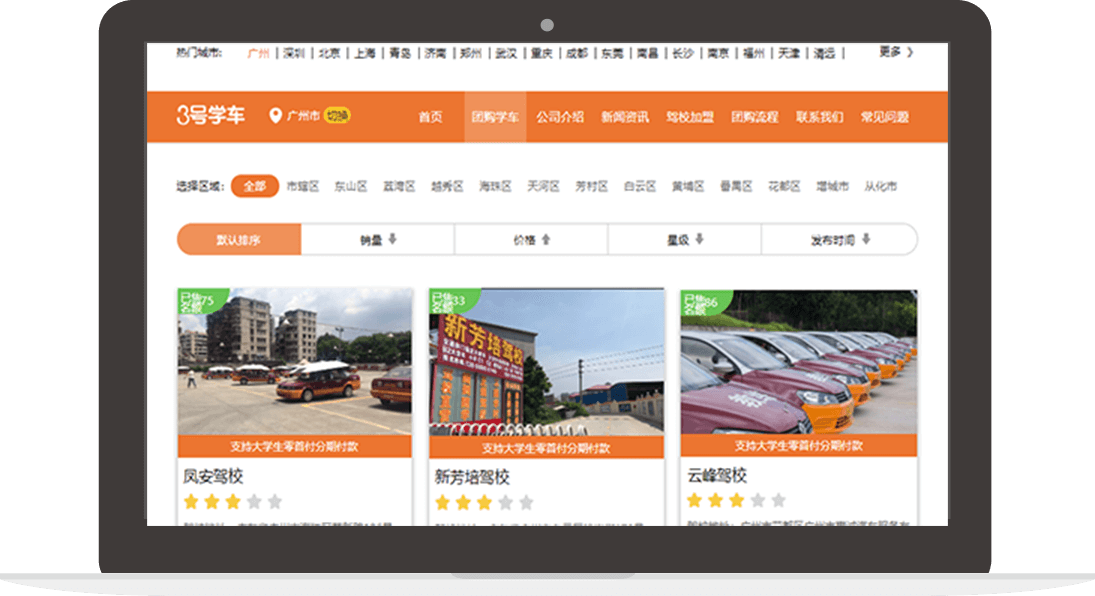 热门城市: 广州 | 深圳 | 北京 | 上海 | 青岛 | 济南 | 郑州 | 武汉 | 重庆 | 成都 | 东莞 | 南昌 | 长沙 | 南京 | 福州 | 天津 | 清远 | 更多 》
3号学车 广州市 切换 首页 团购学车 公司介绍 新闻资讯 驾校加盟 团购流程 联系我们 常见问题
选择区域: 全部 市辖区 东山区 荔湾区 越秀区 海珠区 天河区 芳村区 白云区 黄埔区 番禺区 花都区 增城市 从化市
默认排序 销量 价格 星级 发布时间
已售名额 75 已售名额 33 已售名额 86
新芳培驾校
支持大学生零首付分期付款 支持大学生零首付分期付款 支持大学生零首付分期付款
凤安驾校 新芳培驾校 云峰驾校